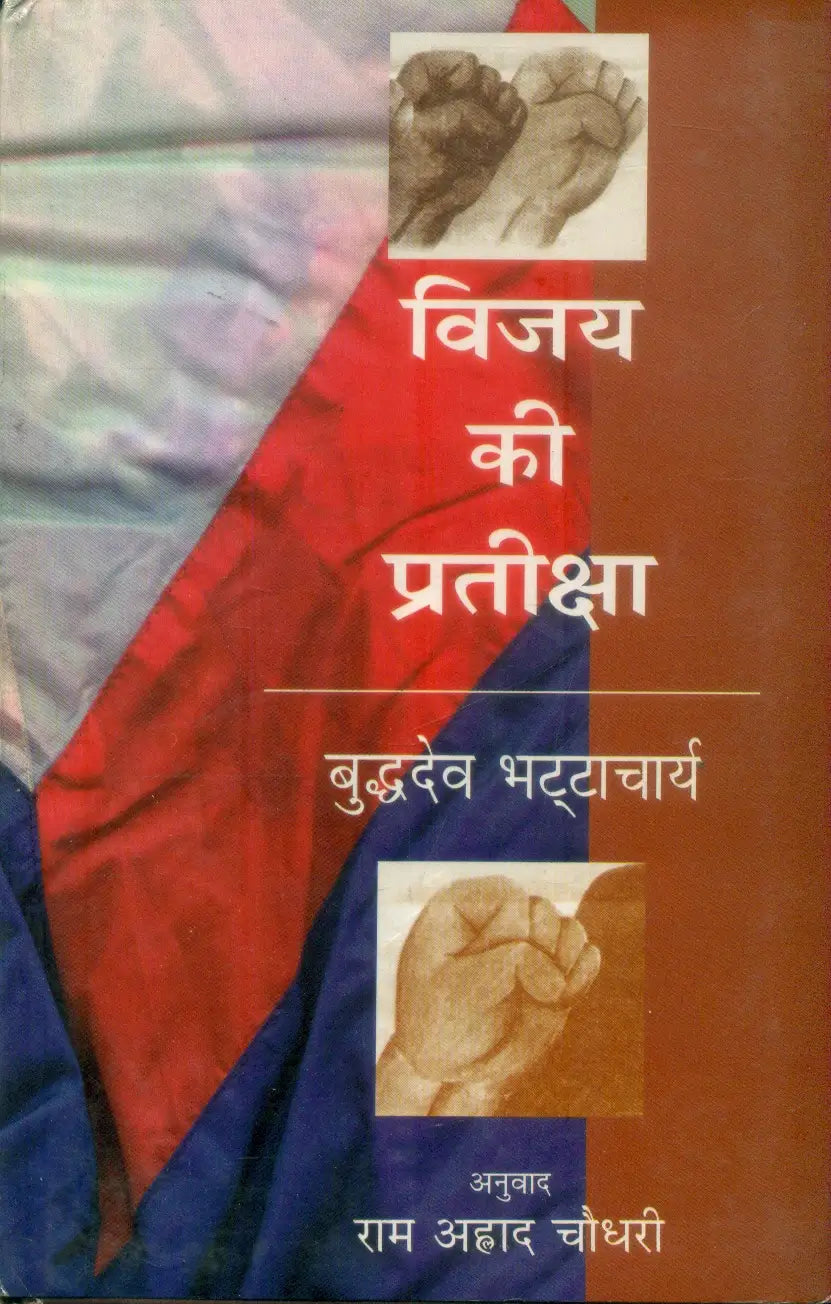 विजय
की
प्रतीक्षा
बुद्धदेव भट्‌टाचार्य
अनुवाद
राम अह्लाद चौधरी